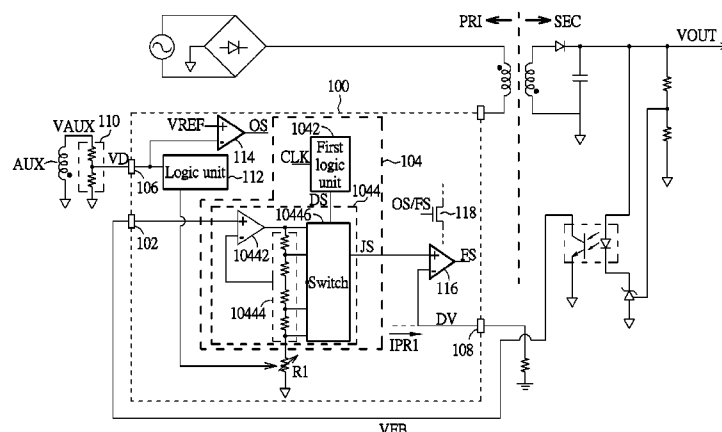 PRI
SEC
VOUT
100
VAUX
110
VREF
OS
1042
114
AUX
VD
Logic unit
112
CLK
First
logic
unit
104
106
DS
1044
10446
OS/FS
118
102
10442
JS
FS
116
Switch
10444
DV
IPR1
108
R1
VFB